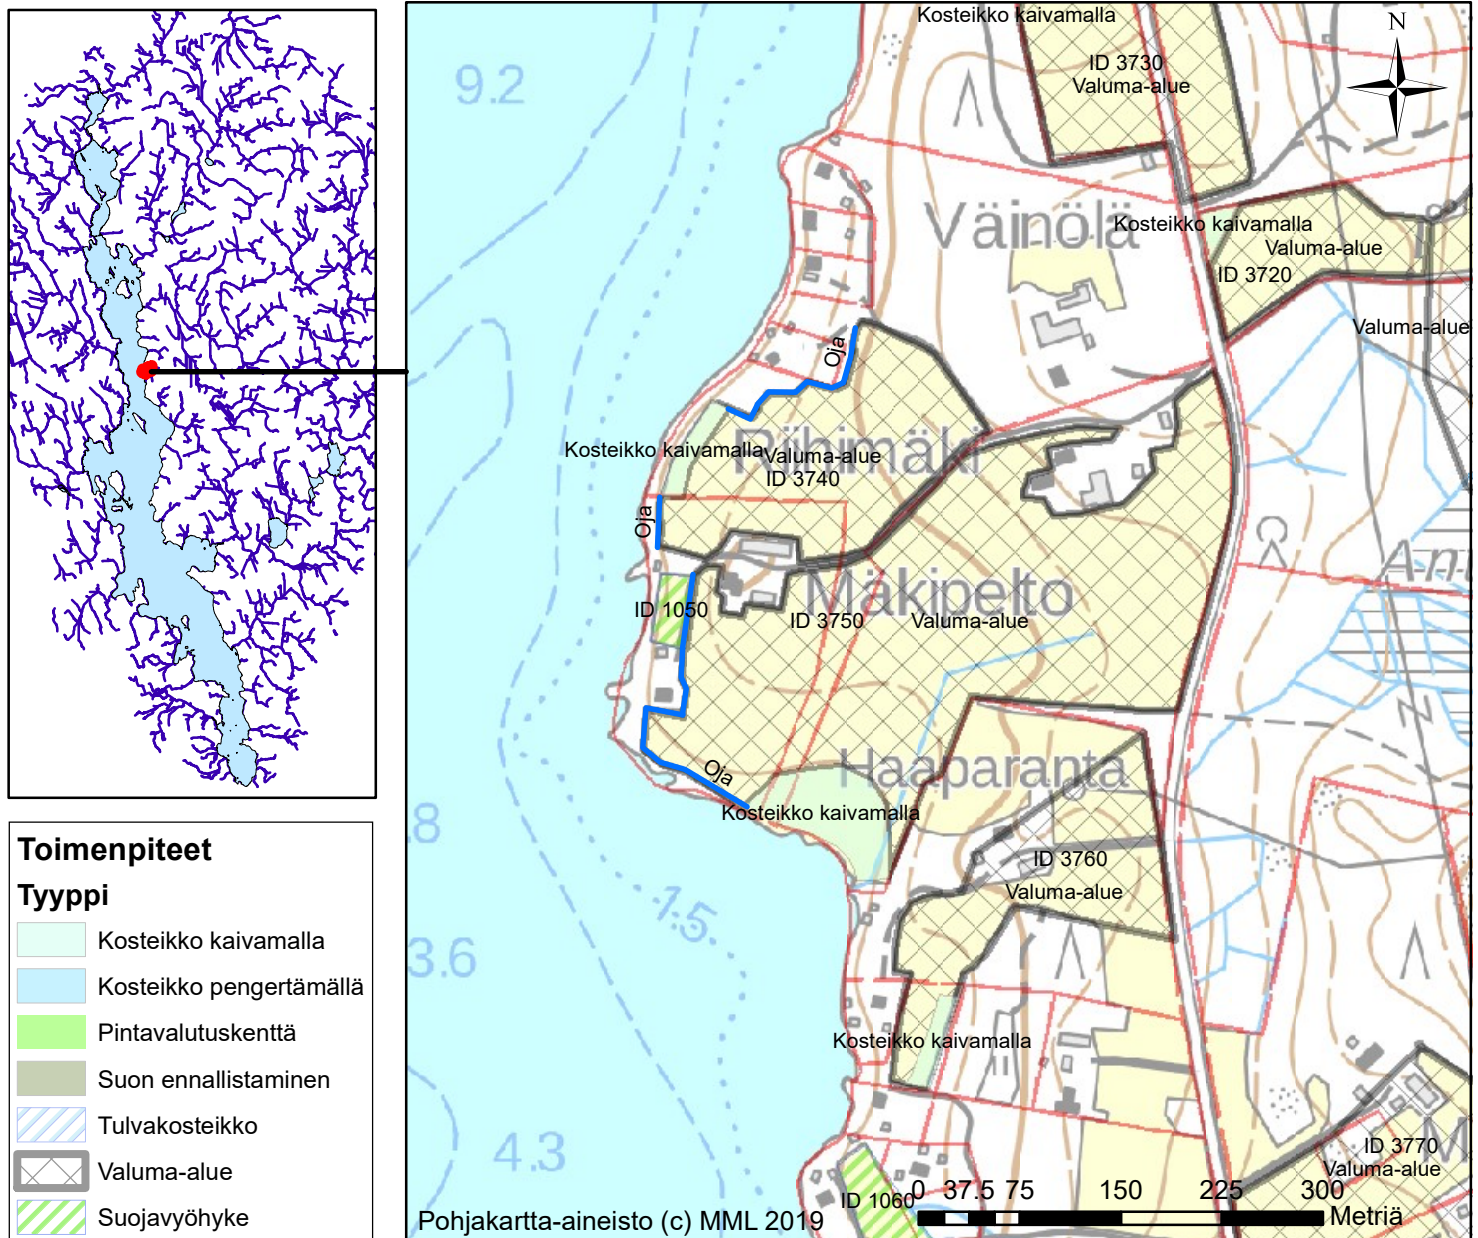 Kosteikko kaivamalla
N
9.2
ID 3730
Valuma-alue
Väinölä
Kosteikko kaivamalla
Valuma-alue
ID 3720
Valuma-alue
Oja
Riihimäki
Kosteikko kaivamalla
Valuma-alue
ID 3740
Oja
ID 1050
Mäkipelto
ID 3750
Valuma-alue
Oja
Haaparanta
Kosteikko kaivamalla
.8
ID 3760
Valuma-alue
1.5
3.6
Kosteikko kaivamalla
4.3
ID 3770
Valuma-alue
ID 1060
0 37.5 75 150 225 300
Metriä
Pohjakartta-aineisto (c) MML 2019
Toimenpiteet
Tyyppi
Kosteikko kaivamalla
Kosteikko pengertämällä
Pintavalutuskenttä
Suon ennallistaminen
Tulvakosteikko
Valuma-alue
Suojavyöhyke